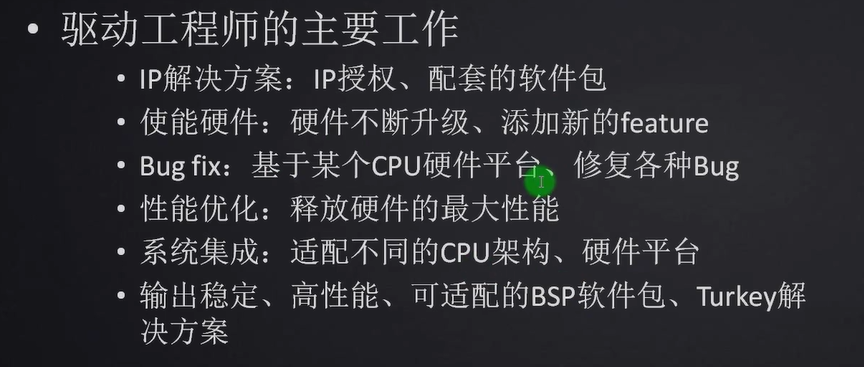 • 驱动工程师的主要工作
• IP解决方案：IP授权、配套的软件包
• 使能硬件：硬件不断升级、添加新的feature
• Bug fix：基于某个CPU硬件平台、修复各种Bug
• 性能优化：释放硬件的最大性能
• 系统集成：适配不同的CPU架构、硬件平台
• 输出稳定、高性能、可适配的BSP软件包、Turkey解
决方案